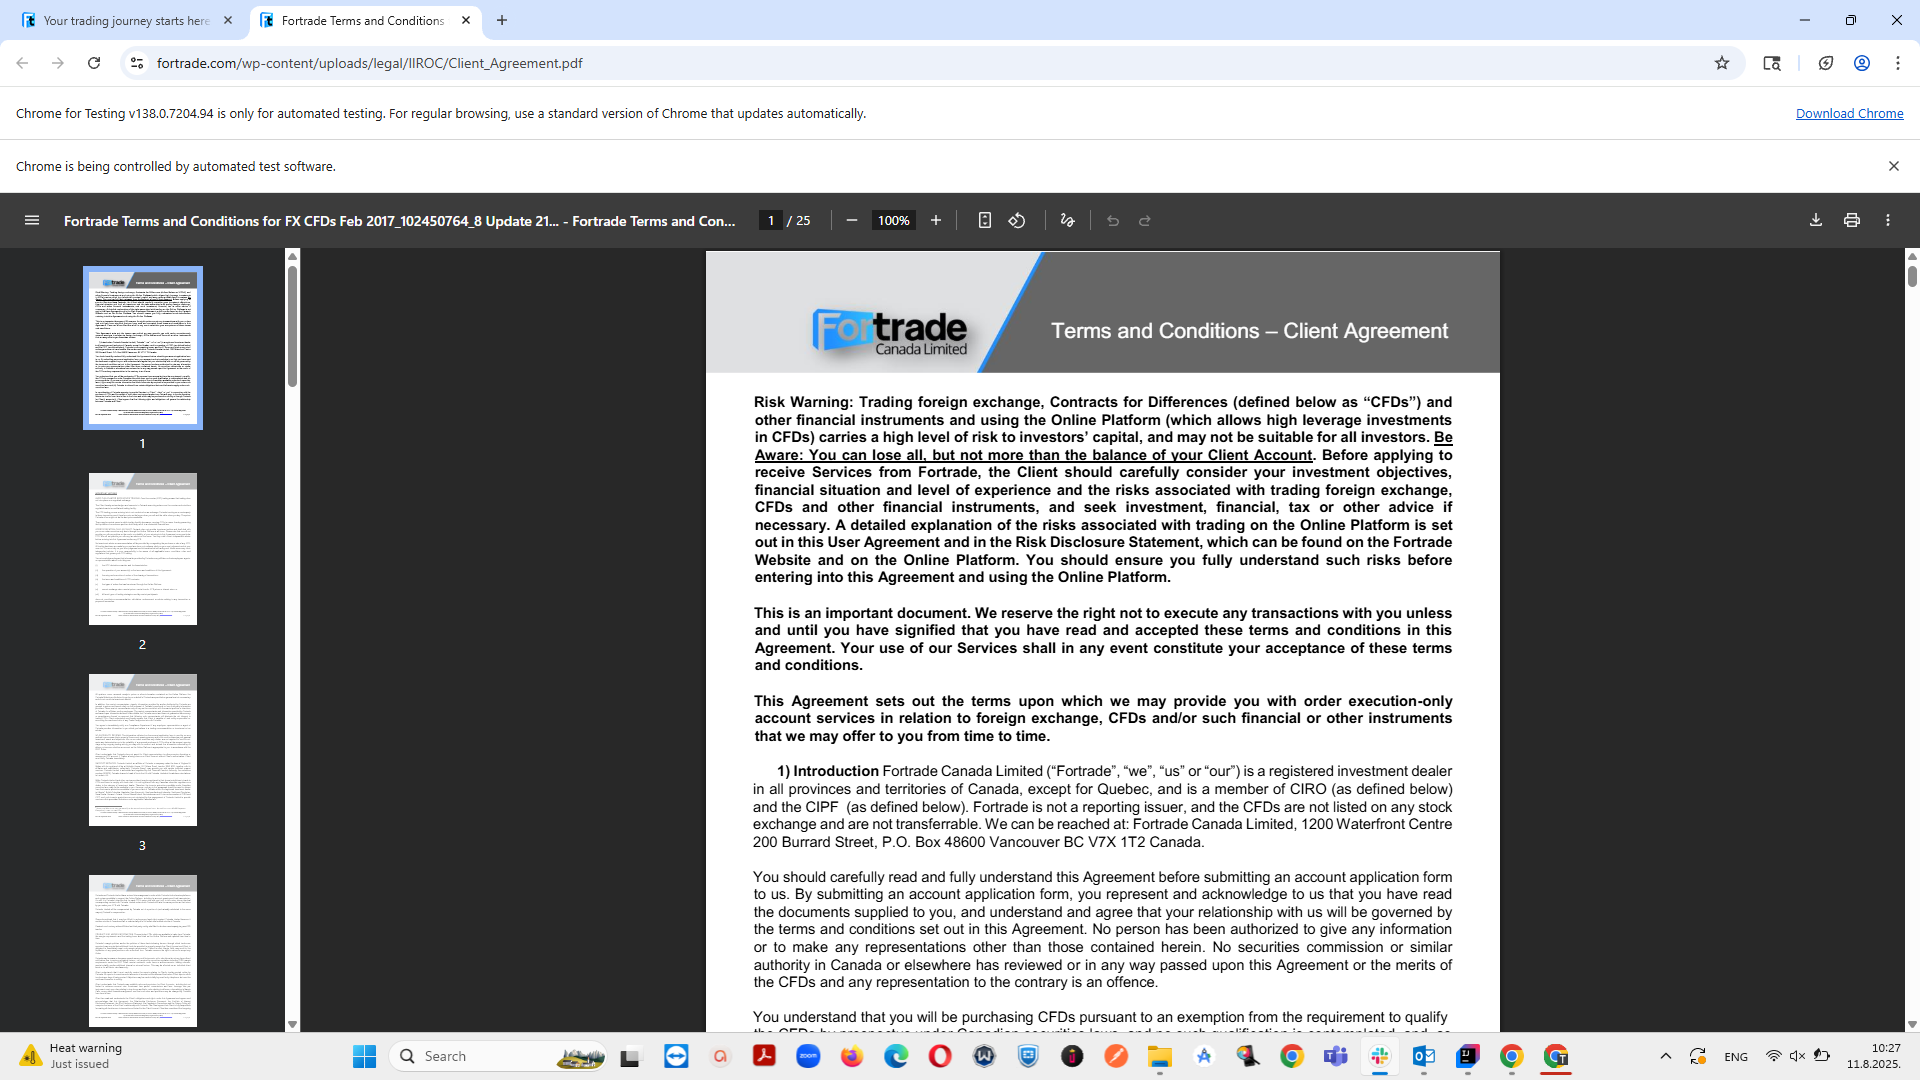 Your trading journey starts here
Fortrade Terms and Conditions
fortrade.com/wp-content/uploads/legal/IIROC/Client_Agreement.pdf
Chrome for Testing v138.0.7204.94 is only for automated testing. For regular browsing, use a standard version of Chrome that updates automatically.
Download Chrome
Chrome is being controlled by automated test software.
Fortrade Terms and Conditions for FX CFDs Feb 2017_102450764_8 Update 21... - Fortrade Terms and Con...
1 / 25
100%
1
2
3
Fortrade
Canada Limited
Terms and Conditions – Client Agreement
Risk Warning: Trading foreign exchange, Contracts for Differences (defined below as “CFDs”) and
other financial instruments and using the Online Platform (which allows high leverage investments
in CFDs) carries a high level of risk to investors’ capital, and may not be suitable for all investors. Be
Aware: You can lose all, but not more than the balance of your Client Account. Before applying to
receive Services from Fortrade, the Client should carefully consider your investment objectives,
financial situation and level of experience and the risks associated with trading foreign exchange,
CFDs and other financial instruments, and seek investment, financial, tax or other advice if
necessary. A detailed explanation of the risks associated with trading on the Online Platform is set
out in this User Agreement and in the Risk Disclosure Statement, which can be found on the Fortrade
Website and on the Online Platform. You should ensure you fully understand such risks before
entering into this Agreement and using the Online Platform.
This is an important document. We reserve the right not to execute any transactions with you unless
and until you have signified that you have read and accepted these terms and conditions in this
Agreement. Your use of our Services shall in any event constitute your acceptance of these terms
and conditions.
This Agreement sets out the terms upon which we may provide you with order execution-only
account services in relation to foreign exchange, CFDs and/or such financial or other instruments
that we may offer to you from time to time.
1) Introduction Fortrade Canada Limited (“Fortrade”, “we”, “us” or “our”) is a registered investment dealer
in all provinces and territories of Canada, except for Quebec, and is a member of CIRO (as defined below)
and the CIPF (as defined below). Fortrade is not a reporting issuer, and the CFDs are not listed on any stock
exchange and are not transferrable. We can be reached at: Fortrade Canada Limited, 1200 Waterfront Centre
200 Burrard Street, P.O. Box 48600 Vancouver BC V7X 1T2 Canada.
You should carefully read and fully understand this Agreement before submitting an account application form
to us. By submitting an account application form, you represent and acknowledge to us that you have read
the documents supplied to you, and understand and agree that your relationship with us will be governed by
the terms and conditions set out in this Agreement. No person has been authorized to give any information
or to make any representations other than those contained herein. No securities commission or similar
authority in Canada or elsewhere has reviewed or in any way passed upon this Agreement or the merits of
the CFDs and any representation to the contrary is an offence.
You understand that you will be purchasing CFDs pursuant to an exemption from the requirement to qualify
Heat warning
Just issued
Search
zoom
ENG
10:27
11.8.2025.